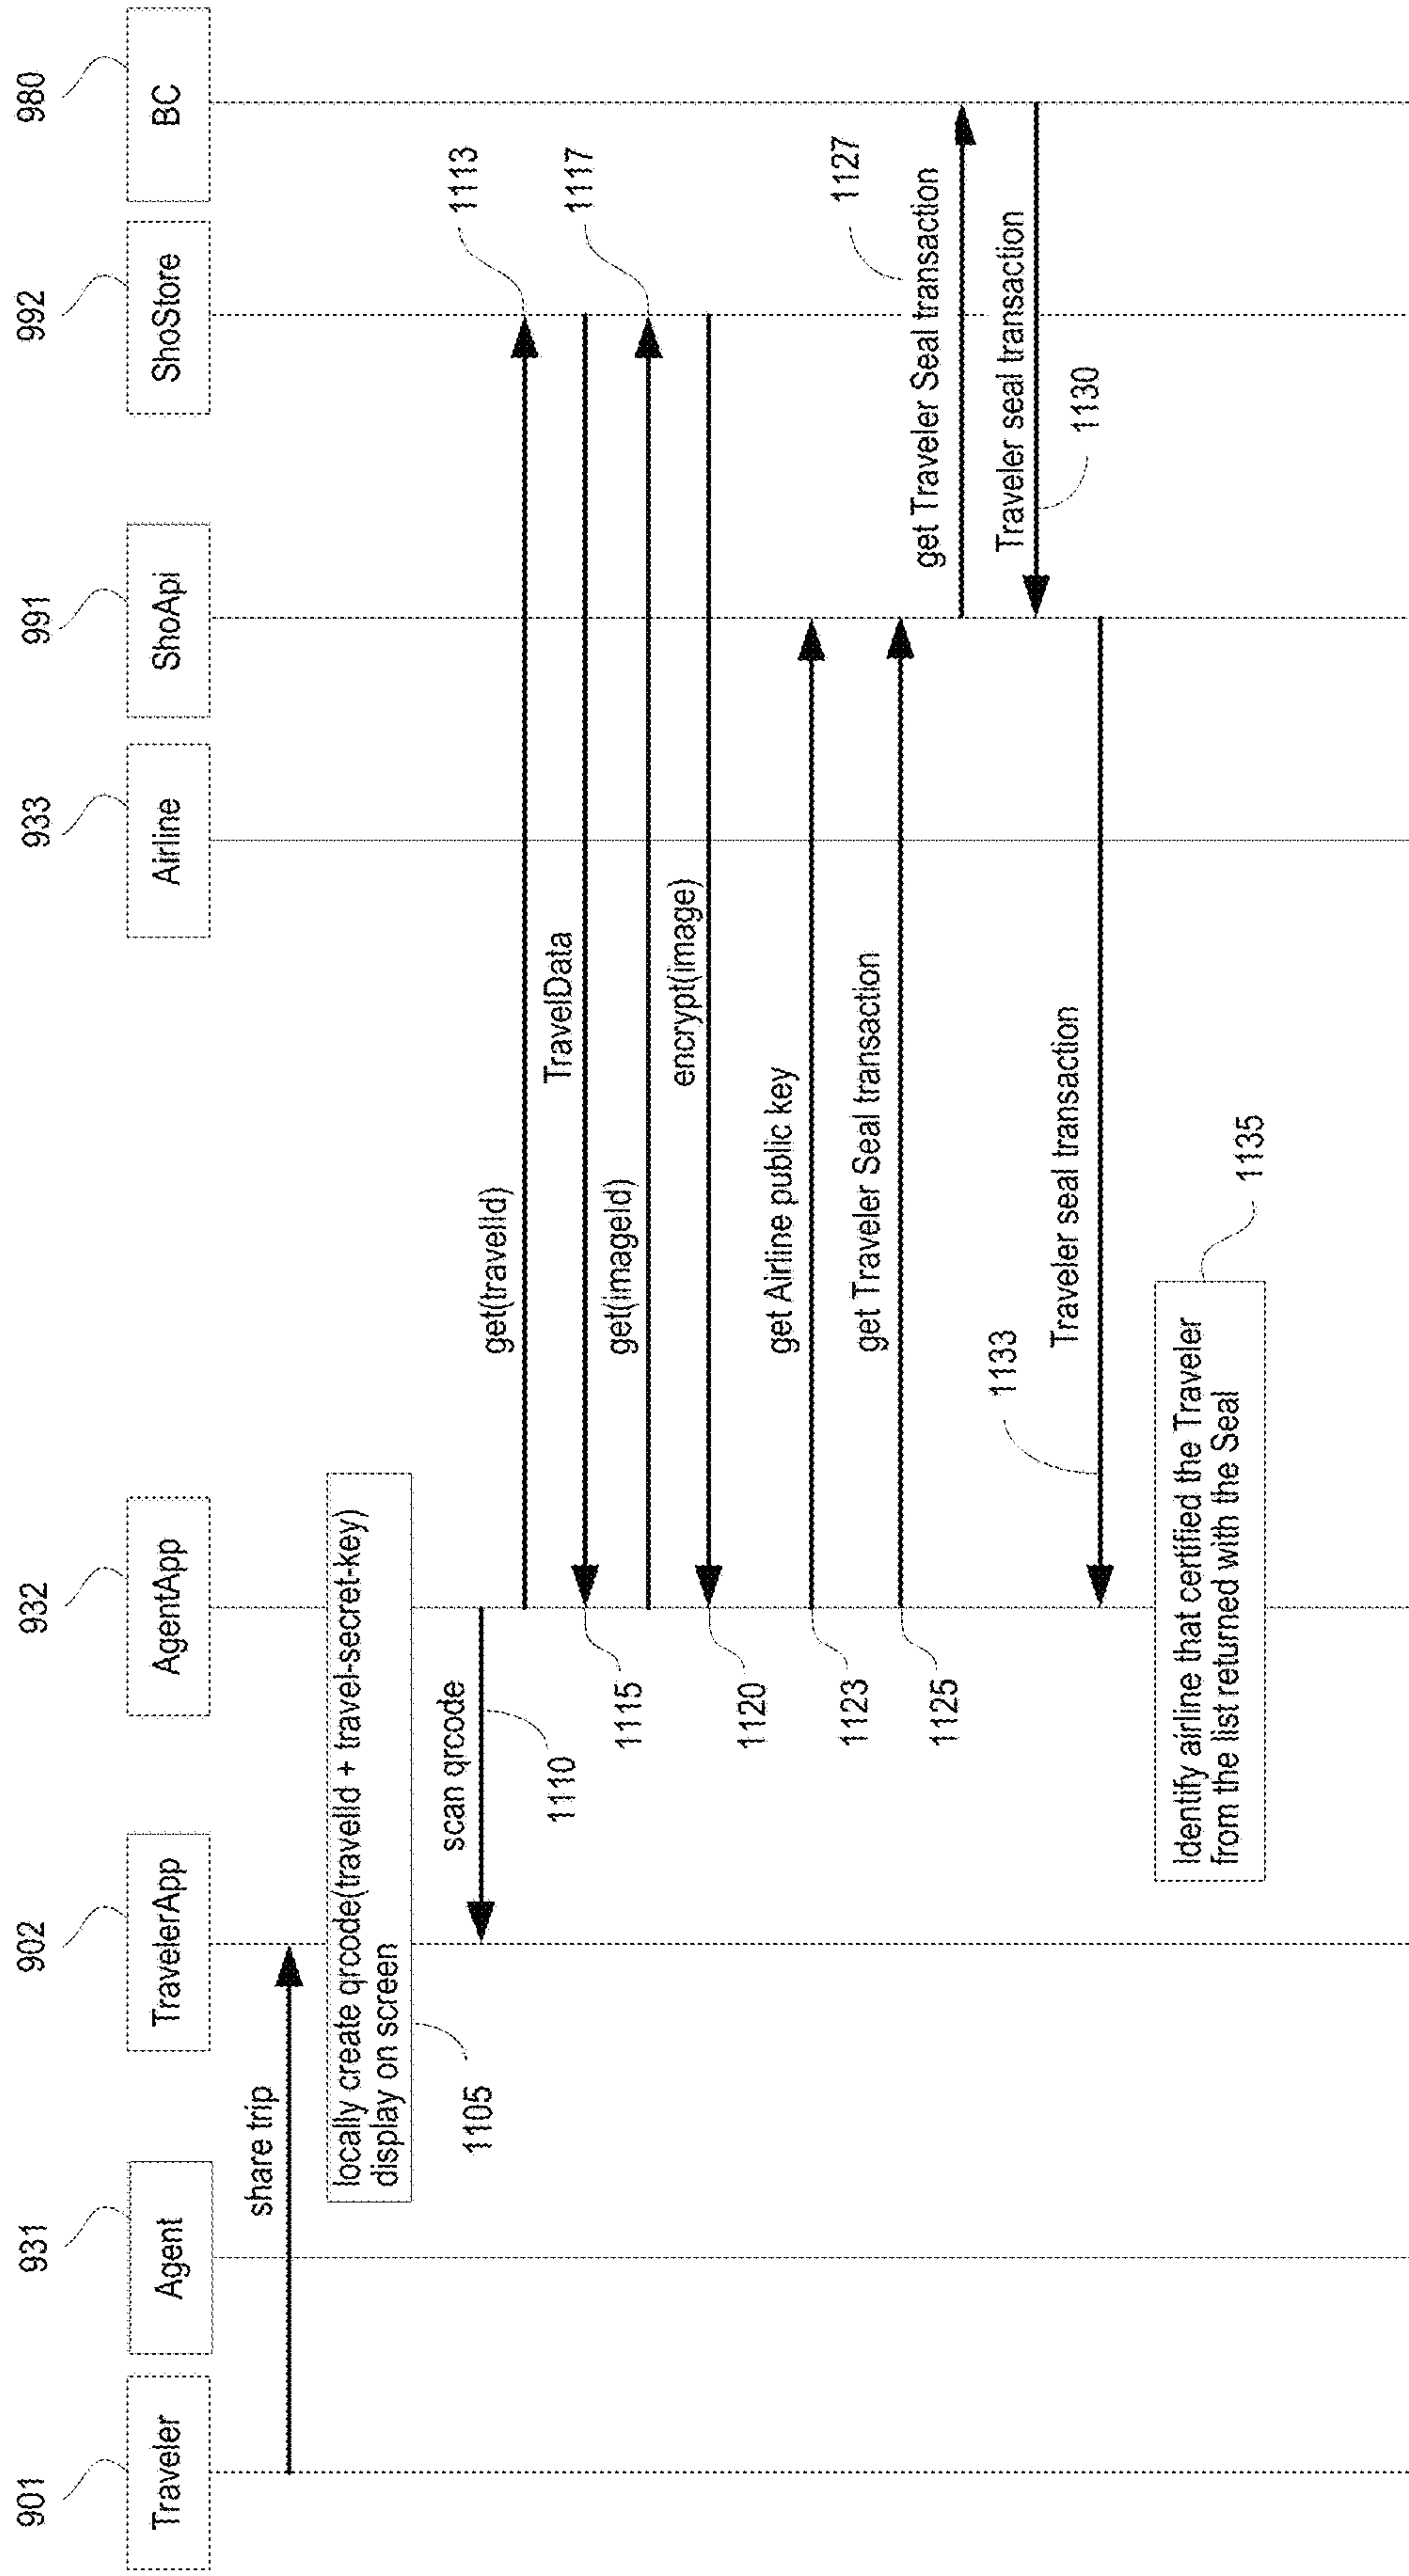 901
931
902
932
933
991
992
980
Traveler
Agent
TravelerApp
AgentApp
Airline
ShoApi
ShoStore
BC
share trip
locally create qrcode(travelId + travel-secret-key)
display on screen
1105
scan qrcode
1110
get(travelId)
1113
TravelData
1115
get(imageId)
1117
encrypt(image)
1120
get Airline public key
1123
get Traveler Seal transaction
1125
get Traveler Seal transaction
1127
Traveler seal transaction
1130
Traveler seal transaction
1133
Identify airline that certified the Traveler
from the list returned with the Seal
1135